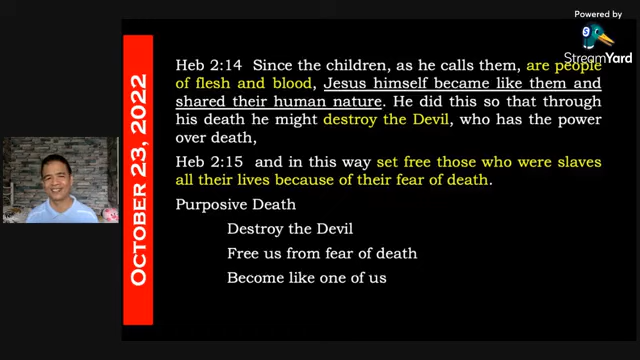 Powered by
StreamYard
OCTOBER 23, 2022
Heb 2:14 Since the children, as he calls them, are people
of flesh and blood, Jesus himself became like them and
shared their human nature. He did this so that through
his death he might destroy the Devil, who has the power
over death,
Heb 2:15 and in this way set free those who were slaves
all their lives because of their fear of death.
Purposive Death
Destroy the Devil
Free us from fear of death
Become like one of us